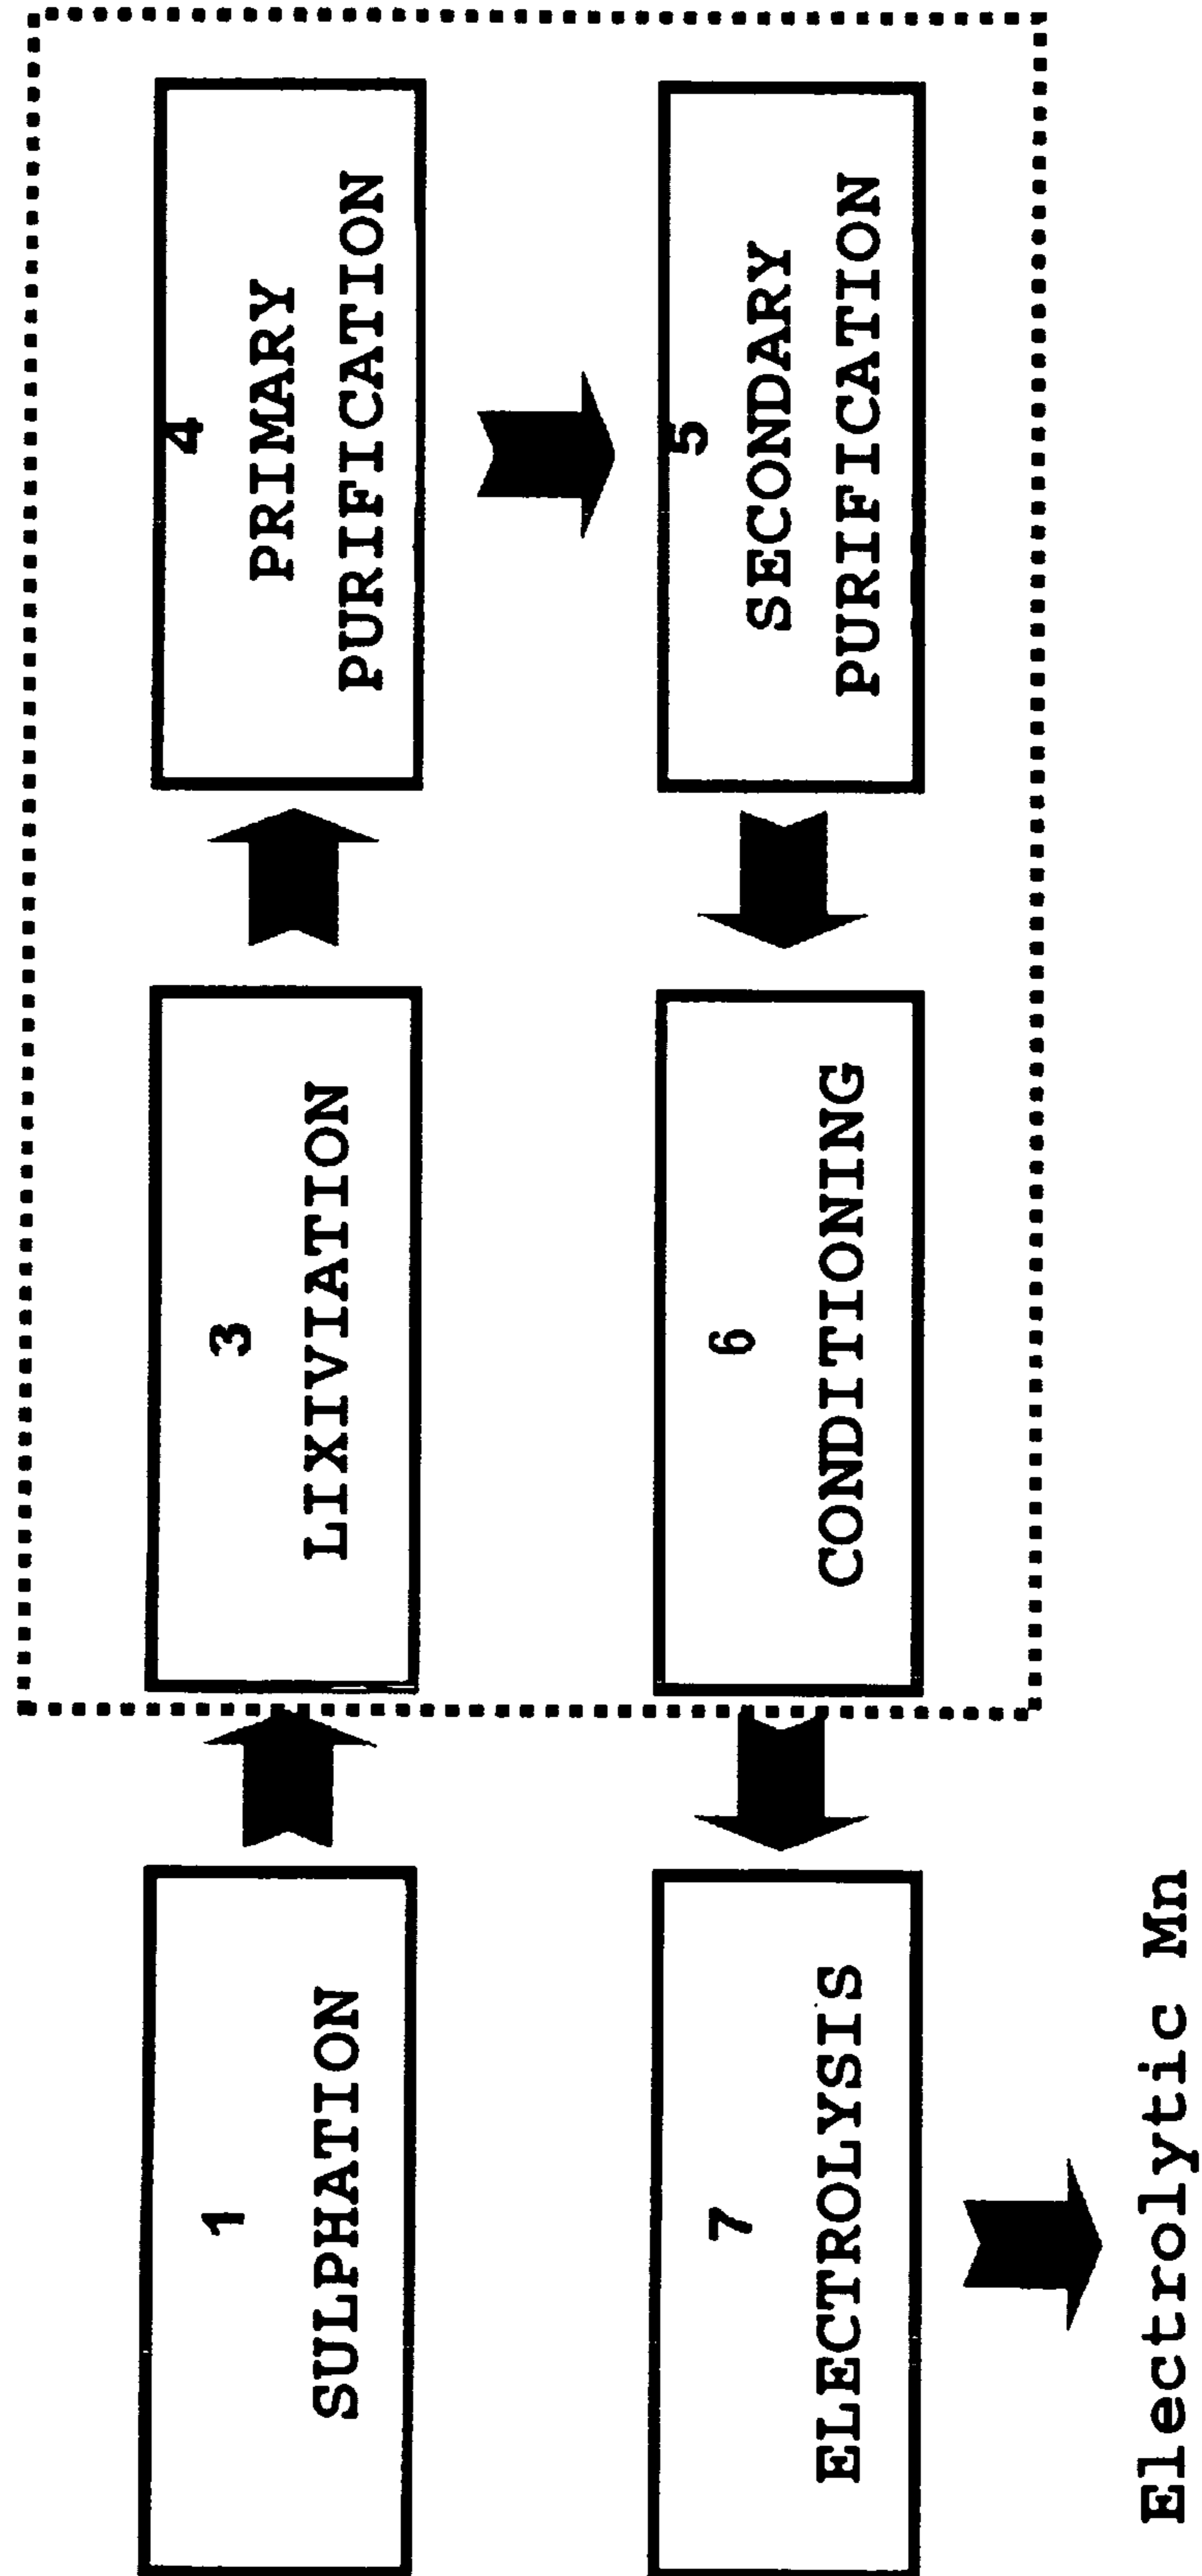 1
SULPHATION
3
LIXIVIATION
4
PRIMARY
PURIFICATION
5
SECONDARY
PURIFICATION
6
CONDITIONING
7
ELECTROLYSIS
Electrolytic Mn